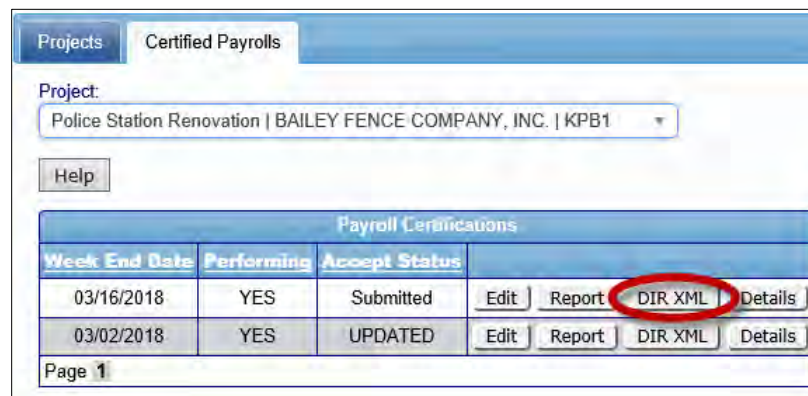 Projects Certified Payrolls
Project:
Police Station Renovation | BAILEY FENCE COMPANY, INC. | KPB1
Help
Payroll Certifications
Week End Date Performing Accept Status
03/16/2018 YES Submitted Edit Report DIR XML Details
03/02/2018 YES UPDATED Edit Report DIR XML Details
Page 1